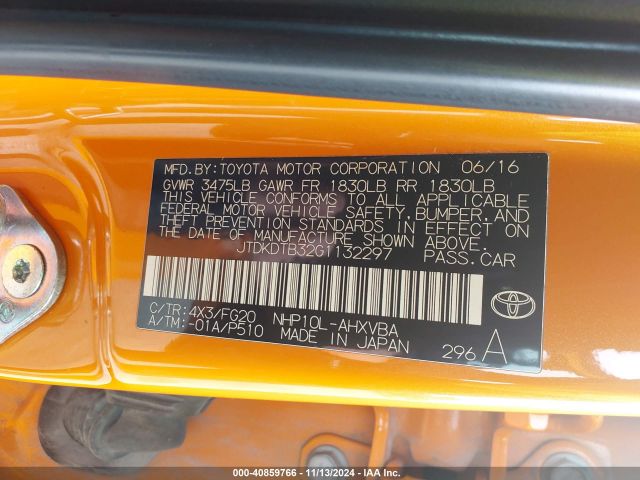 MFD.BY:TOYOTA MOTOR CORPORATION 06/16
GVWR 3475LB GAWR FR 1830LB RR 1830LB
THIS VEHICLE CONFORMS TO ALL APPLICABLE
FEDERAL MOTOR VEHICLE SAFETY,BUMPER,AND
THEFT PREVENTION STANDARDS IN EFFECT ON
THE DATE OF MANUFACTURE SHOWN ABOVE.
JTDKDTB32G1132297 PASS.CAR
C/TR:4X3/FG20 NHP10L-AHXVBA
A/TM:-01A/P510 MADE IN JAPAN 296 A
000-40859766 - 11/13/2024 - IAA Inc.